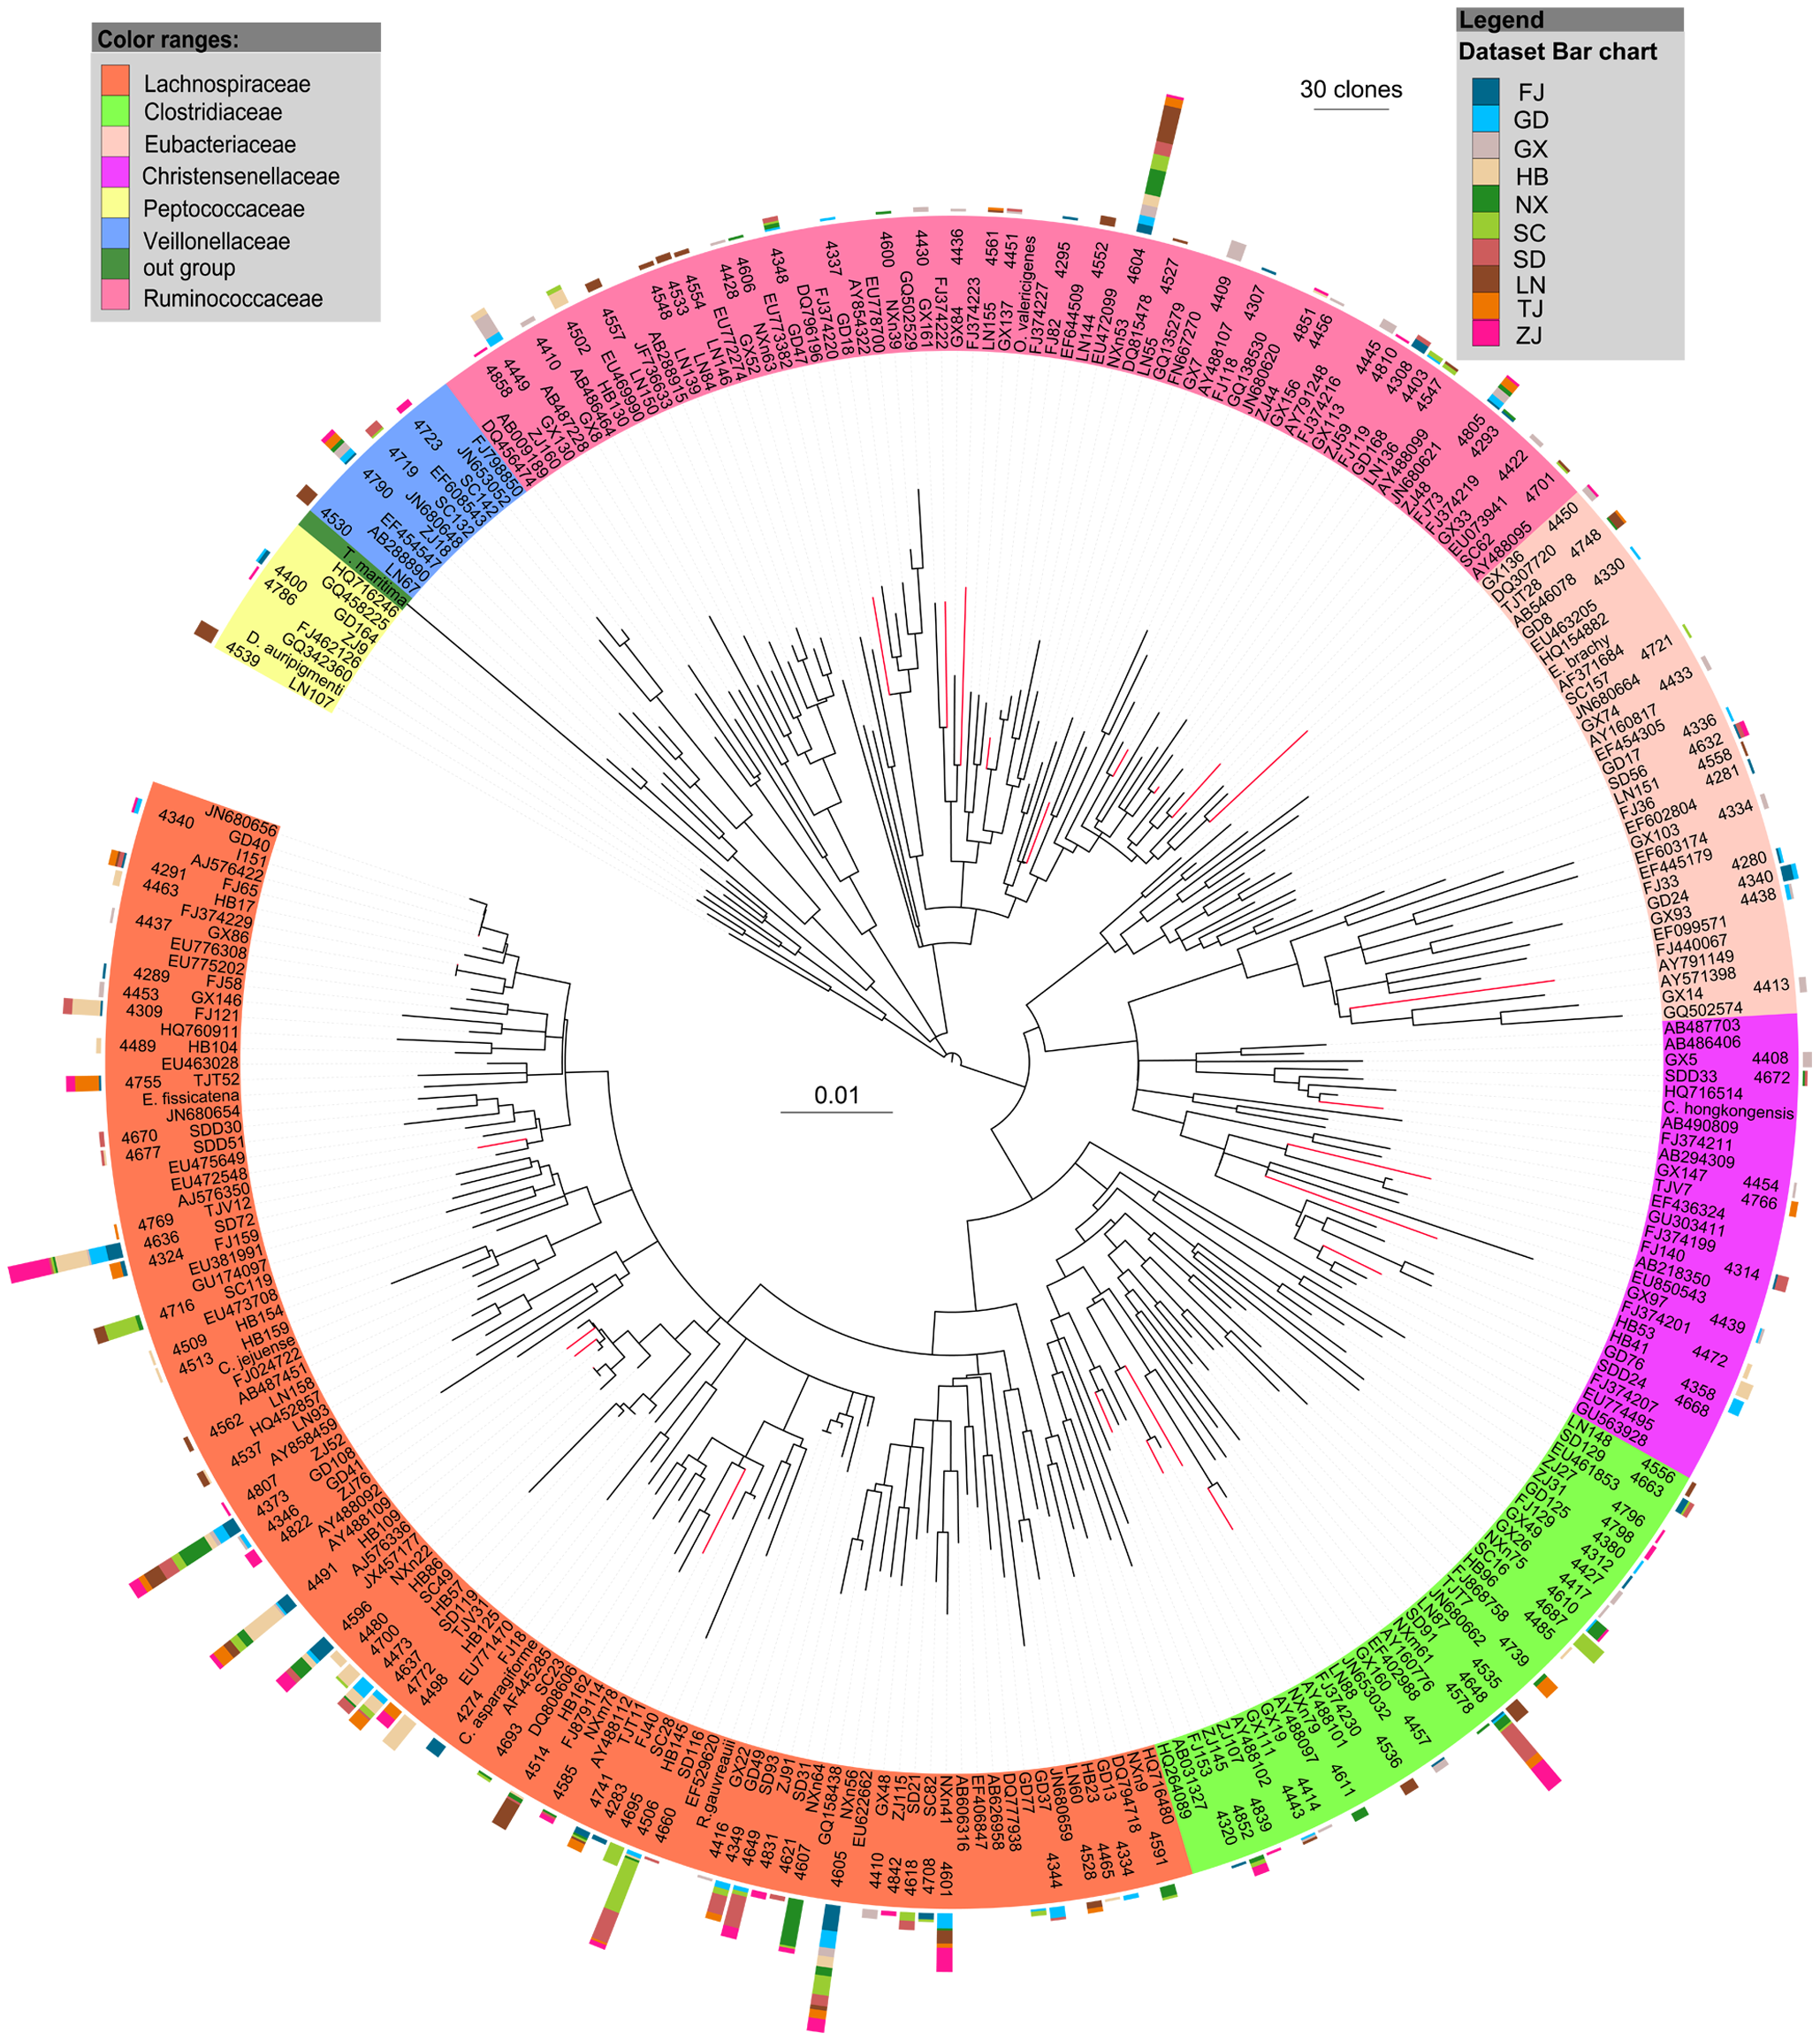 Color ranges:
Lachnospiraceae
Clostridiaceae
Eubacteriaceae
Christensenellaceae
Peptococcaceae
Veillonellaceae
out group
Ruminococcaceae
Legend
Dataset Bar chart
FJ
GD
GX
HB
NX
SC
SD
LN
TJ
ZJ
30 clones
0.01
LN107
4539
D. auripigmenti
GQ342360
FJ462126
ZJ9
4786
GD164
4400
GQ458225
HQ716246
T. maritima
LN67
4530
AB288890
EF454547
ZJ18
4790
JN680648
SC132
4719
EF608543
SC142
4723
JN653052
FJ798850
DQ456474
AB009189
ZJ160
4858
GX130
4449
AB487228
GX8
4410
AB486464
HB130
4502
EU469990
LN150
4557
JF736633
AB288915
LN139
4548
LN84
4533
LN146
4554
EU772274
GX52
4428
NXn63
4606
EU773382
GD47
4348
DQ796196
FJ374220
GD18
4337
AY854322
EU778700
NXn39
4600
GQ502529
GX161
4430
FJ374222
GX84
4436
FJ374223
LN155
4561
GX137
4451
O. valericigenes
FJ374227
FJ82
4295
EF644509
LN144
4552
EU472099
NXn53
4604
DQ815478
LN55
4527
GQ135279
FN667270
GX7
4409
AY488107
FJ118
4307
GQ138530
JN680620
ZJ44
4851
GX156
4456
AY791248
FJ374216
GX113
4445
ZJ59
4810
FJ119
4308
GD168
4403
LN136
4547
AY488099
JN680621
ZJ48
4805
FJ73
4293
FJ374219
GX33
4422
EU073941
SC62
4701
AY488095
GX136
4450
DQ307720
TJT28
4748
AB546078
GD8
4330
EU463205
HQ154882
E. brachy
AF371684
SC157
4721
JN680664
GX74
4433
AY160817
EF454305
GD17
4336
SD56
4632
LN151
4558
FJ36
4281
EF602804
GX103
4334
EF603174
EF445179
FJ33
4280
GD24
4340
GX93
4438
EF099571
FJ440067
AY791149
AY571398
GX14
4413
GQ502574
AB487703
AB486406
GX5
4408
SDD33
4672
HQ716514
C. hongkongensis
AB490809
FJ374211
AB294309
GX147
4454
TJV7
4766
EF436324
GU303411
FJ374199
FJ140
4314
AB218350
EU850543
GX97
4439
FJ374201
HB53
4472
HB41
GD76
4358
SDD24
4668
FJ374207
EU774495
GU563928
LN148
4556
SD129
4663
EU461853
ZJ27
4796
ZJ31
4798
GD125
4380
FJ129
4312
GX49
4427
GX26
4417
NXn75
4610
SC16
4687
HB96
4485
FJ868758
TJT7
4739
JN680662
LN87
4535
SD91
4648
NXm61
4578
AY160776
EF402988
GX160
4457
JN653032
LN88
4536
FJ374230
AY488101
NXn79
4611
AY488097
GX19
4414
GX111
4443
AY488102
ZJ107
4839
ZJ145
4852
FJ153
4320
AB031327
HQ264089
HQ716480
NXn9
4591
DQ794718
GD13
4334
HB23
4465
LN60
4528
JN680659
GD37
4344
GD77
DQ777938
AB626958
EF406847
AB606316
NXn41
4601
SC82
4708
SD21
4618
ZJ115
4842
GX48
4410
EU622662
NXn56
4605
GQ158438
NXn64
4607
SD31
4621
ZJ91
4831
SD93
4649
GD49
4349
GX22
4416
R.gauvreauii
EF529620
SD116
4660
HB145
4506
SC28
4695
FJ40
4283
TJT11
4741
AY488112
NXm78
4585
FJ879114
HB162
4514
DQ808606
SC23
4693
AF445285
C. asparagiforme
FJ18
4274
EU771470
HB125
4498
TJV31
4772
SD119
4637
HB57
4473
SC49
4700
HB86
4480
NXn22
4596
JX457177
AJ576336
HB109
4491
AY488109
AY488092
ZJ76
4822
GD41
4346
GD108
4373
ZJ52
4807
AY858459
LN93
4537
HQ452857
LN158
4562
AB487451
FJ024722
C. jejuense
HB159
4513
HB154
4509
EU473708
SC119
4716
GU174097
EU381991
FJ159
4324
SD72
4636
TJV12
4769
AJ576350
EU472548
EU475649
SDD51
4677
SDD30
4670
JN680654
E. fissicatena
TJT52
4755
EU463028
HB104
4489
HQ760911
FJ121
4309
GX146
4453
FJ58
4289
EU775202
EU776308
GX86
4437
FJ374229
HB17
4463
FJ65
4291
AJ576422
I151
GD40
4340
JN680656